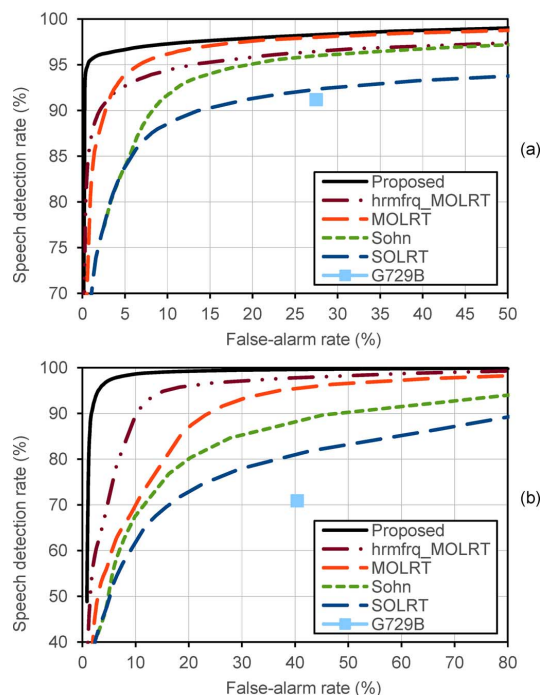 100
95
90
85
80
75
70
Speech detection rate (%)
0 5 10 15 20 25 30 35 40 45 50
False-alarm rate (%)
Proposed
hrmfrq_MOLRT
MOLRT
Sohn
SOLRT
G729B
(a)
100
90
80
70
60
50
40
Speech detection rate (%)
0 10 20 30 40 50 60 70 80
False-alarm rate (%)
Proposed
hrmfrq_MOLRT
MOLRT
Sohn
SOLRT
G729B
(b)